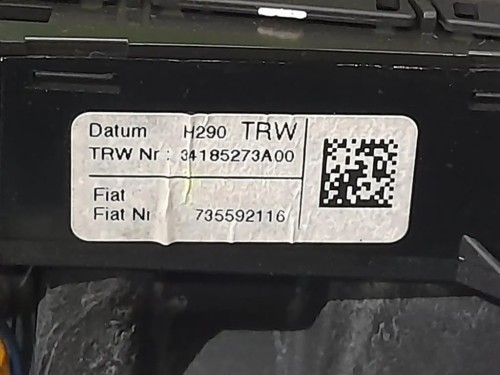 Datum H290 TRW
TRW Nr : 34185273A00
Fiat
Fiat Nr 735592116